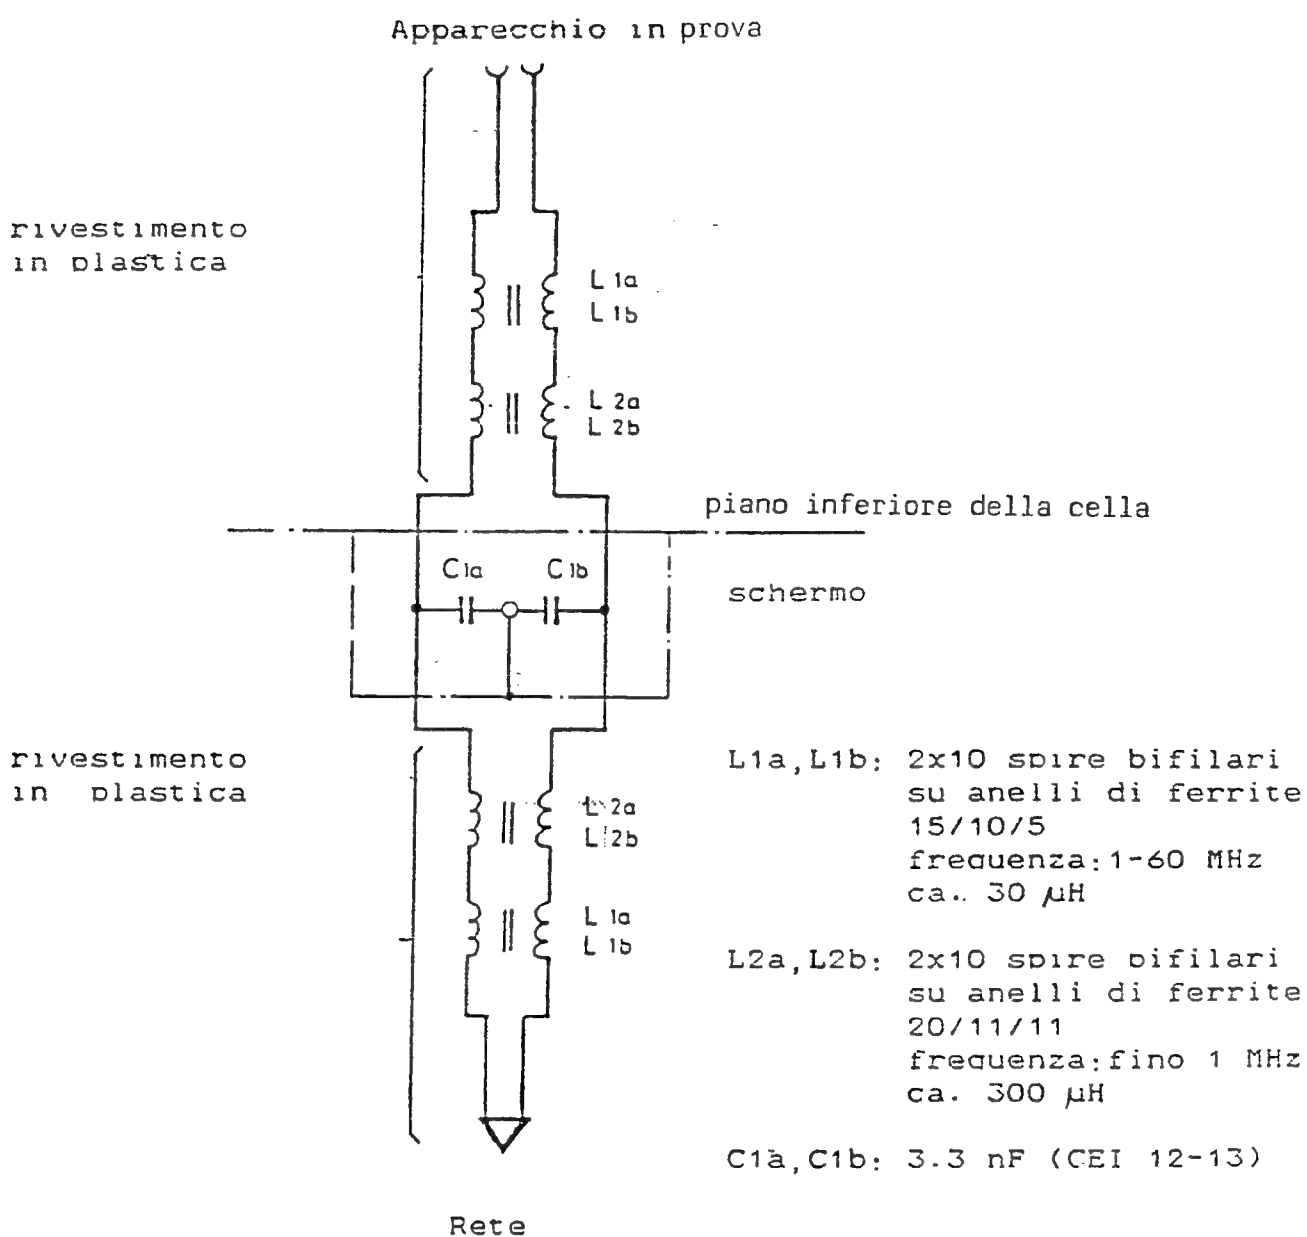 Apparecchio in prova
rivestimento
in plastica
L 1a
L 1b
L 2a
L 2b
piano inferiore della cella
C1a C1b
schermo
rivestimento
in plastica
L 2a
L 2b
L 1a
L 1b
L1a,L1b: 2x10 spire bifilari
su anelli di ferrite
15/10/5
frequenza:1-60 MHz
ca. 30 µH
L2a,L2b: 2x10 spire bifilari
su anelli di ferrite
20/11/11
frequenza:fino 1 MHz
ca. 300 µH
C1a,C1b: 3.3 nF (CEI 12-13)
Rete